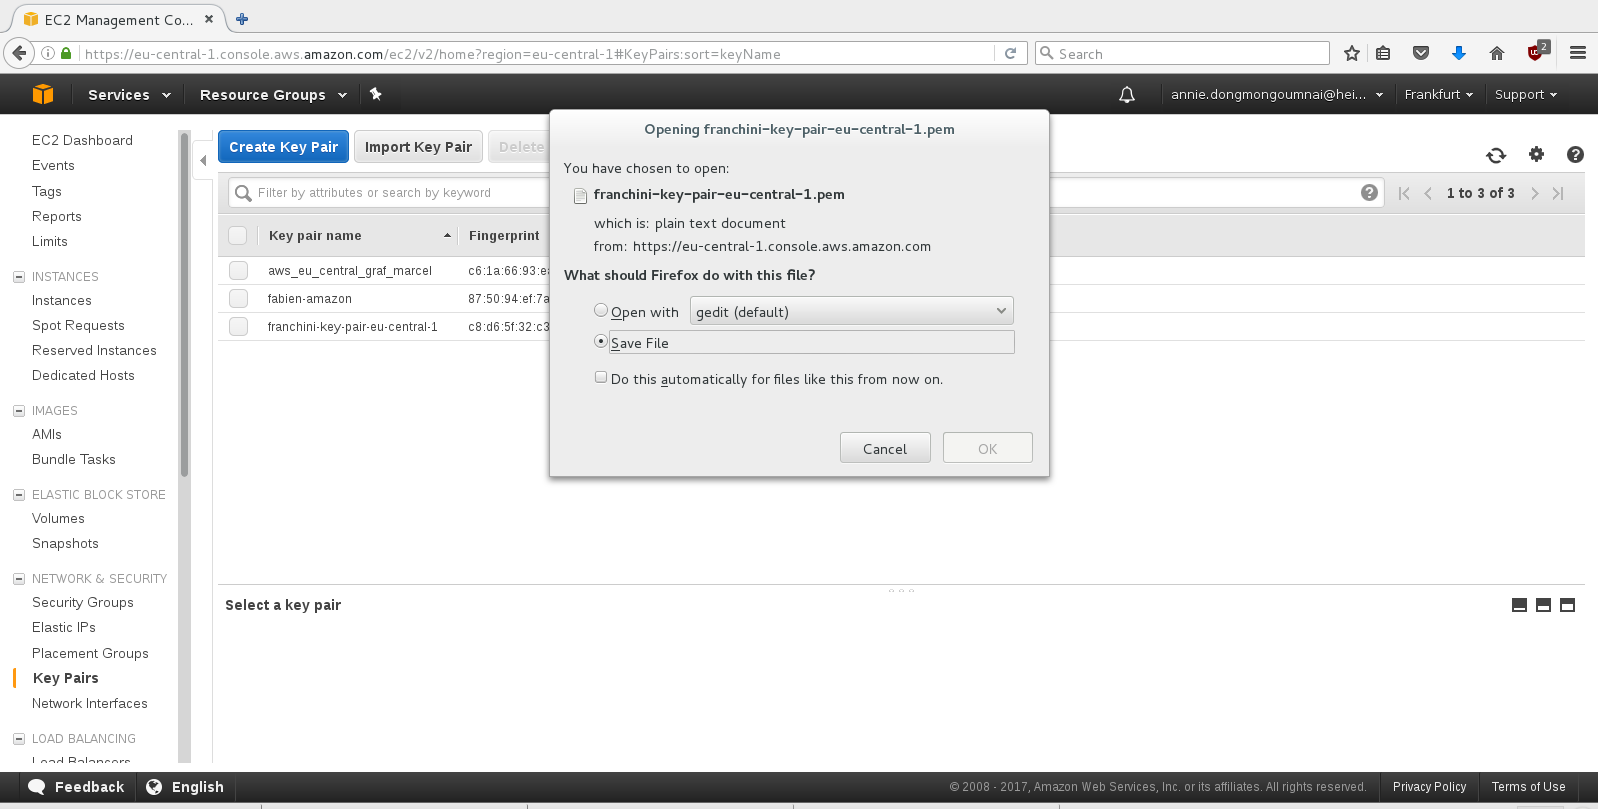 EC2 Management Co...
https://eu-central-1.console.aws.amazon.com/ec2/v2/home?region=eu-central-1#KeyPairs:sort=keyName
Search
2
Services
Resource Groups
annie.dongmongoumnai@hei...
Frankfurt
Support
EC2 Dashboard
Events
Tags
Reports
Limits
INSTANCES
Instances
Spot Requests
Reserved Instances
Dedicated Hosts
IMAGES
AMIs
Bundle Tasks
ELASTIC BLOCK STORE
Volumes
Snapshots
NETWORK & SECURITY
Security Groups
Elastic IPs
Placement Groups
Key Pairs
Network Interfaces
LOAD BALANCING
Load Balancers
Create Key Pair
Import Key Pair
Delete
Filter by attributes or search by keyword
1 to 3 of 3
Key pair name
Fingerprint
aws_eu_central_graf_marcel
c6:1a:66:93:ea
fabien-amazon
87:50:94:ef:7a
franchini-key-pair-eu-central-1
c8:d6:5f:32:c3
Opening franchini-key-pair-eu-central-1.pem
You have chosen to open:
franchini-key-pair-eu-central-1.pem
which is: plain text document
from: https://eu-central-1.console.aws.amazon.com
What should Firefox do with this file?
Open with
gedit (default)
Save File
Do this automatically for files like this from now on.
Cancel
OK
Select a key pair
Feedback
English
© 2008 - 2017, Amazon Web Services, Inc. or its affiliates. All rights reserved.
Privacy Policy
Terms of Use